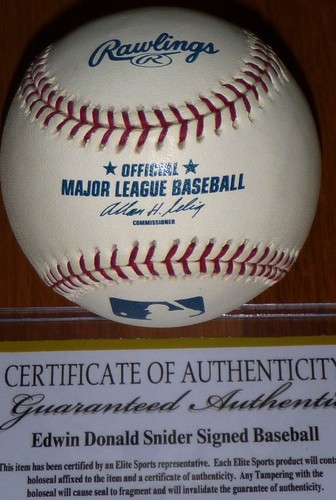 Rawlings
R
OFFICIAL
MAJOR LEAGUE BASEBALL
Allan H. Selig
COMMISSIONER
CERTIFICATE OF AUTHENTICITY
Guaranteed Authenti
Edwin Donald Snider Signed Baseball
This item has been certified by an Elite Sports representative. Each Elite Sports product will cont
holoseal affixed to the item and a certificate of authenticity. Any Tampering with the
holoseal will cause seal to fragment and will invalidate the guarantee of authenticity.